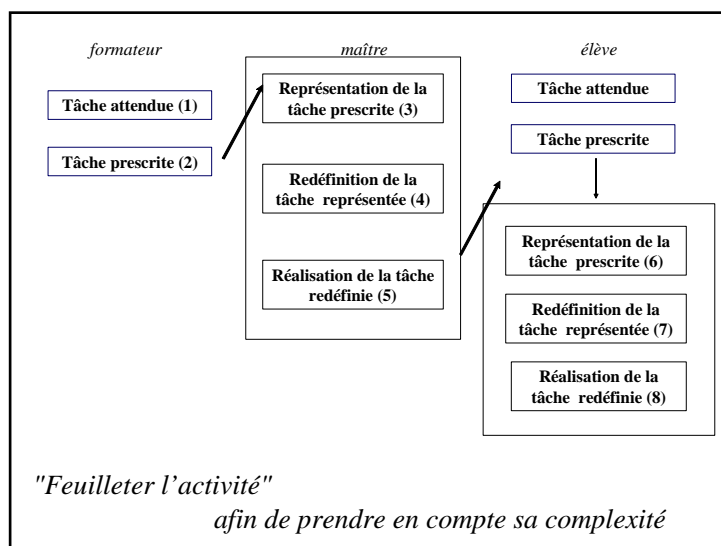 formateur
maître
élève
Tâche attendue (1)
Tâche prescrite (2)
Représentation de la
tâche prescrite (3)
Redéfinition de la
tâche représentée (4)
Réalisation de la tâche
redéfinie (5)
Tâche attendue
Tâche prescrite
Représentation de la
tâche prescrite (6)
Redéfinition de la
tâche représentée (7)
Réalisation de la
tâche redéfinie (8)
"Feuilleter l'activité"
afin de prendre en compte sa complexité